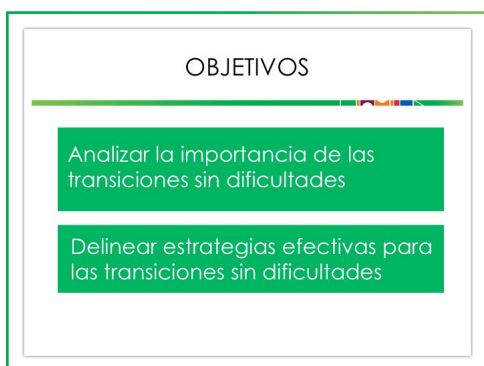 OBJETIVOS
Analizar la importancia de las
transiciones sin dificultades
Delinear estrategias efectivas para
las transiciones sin dificultades